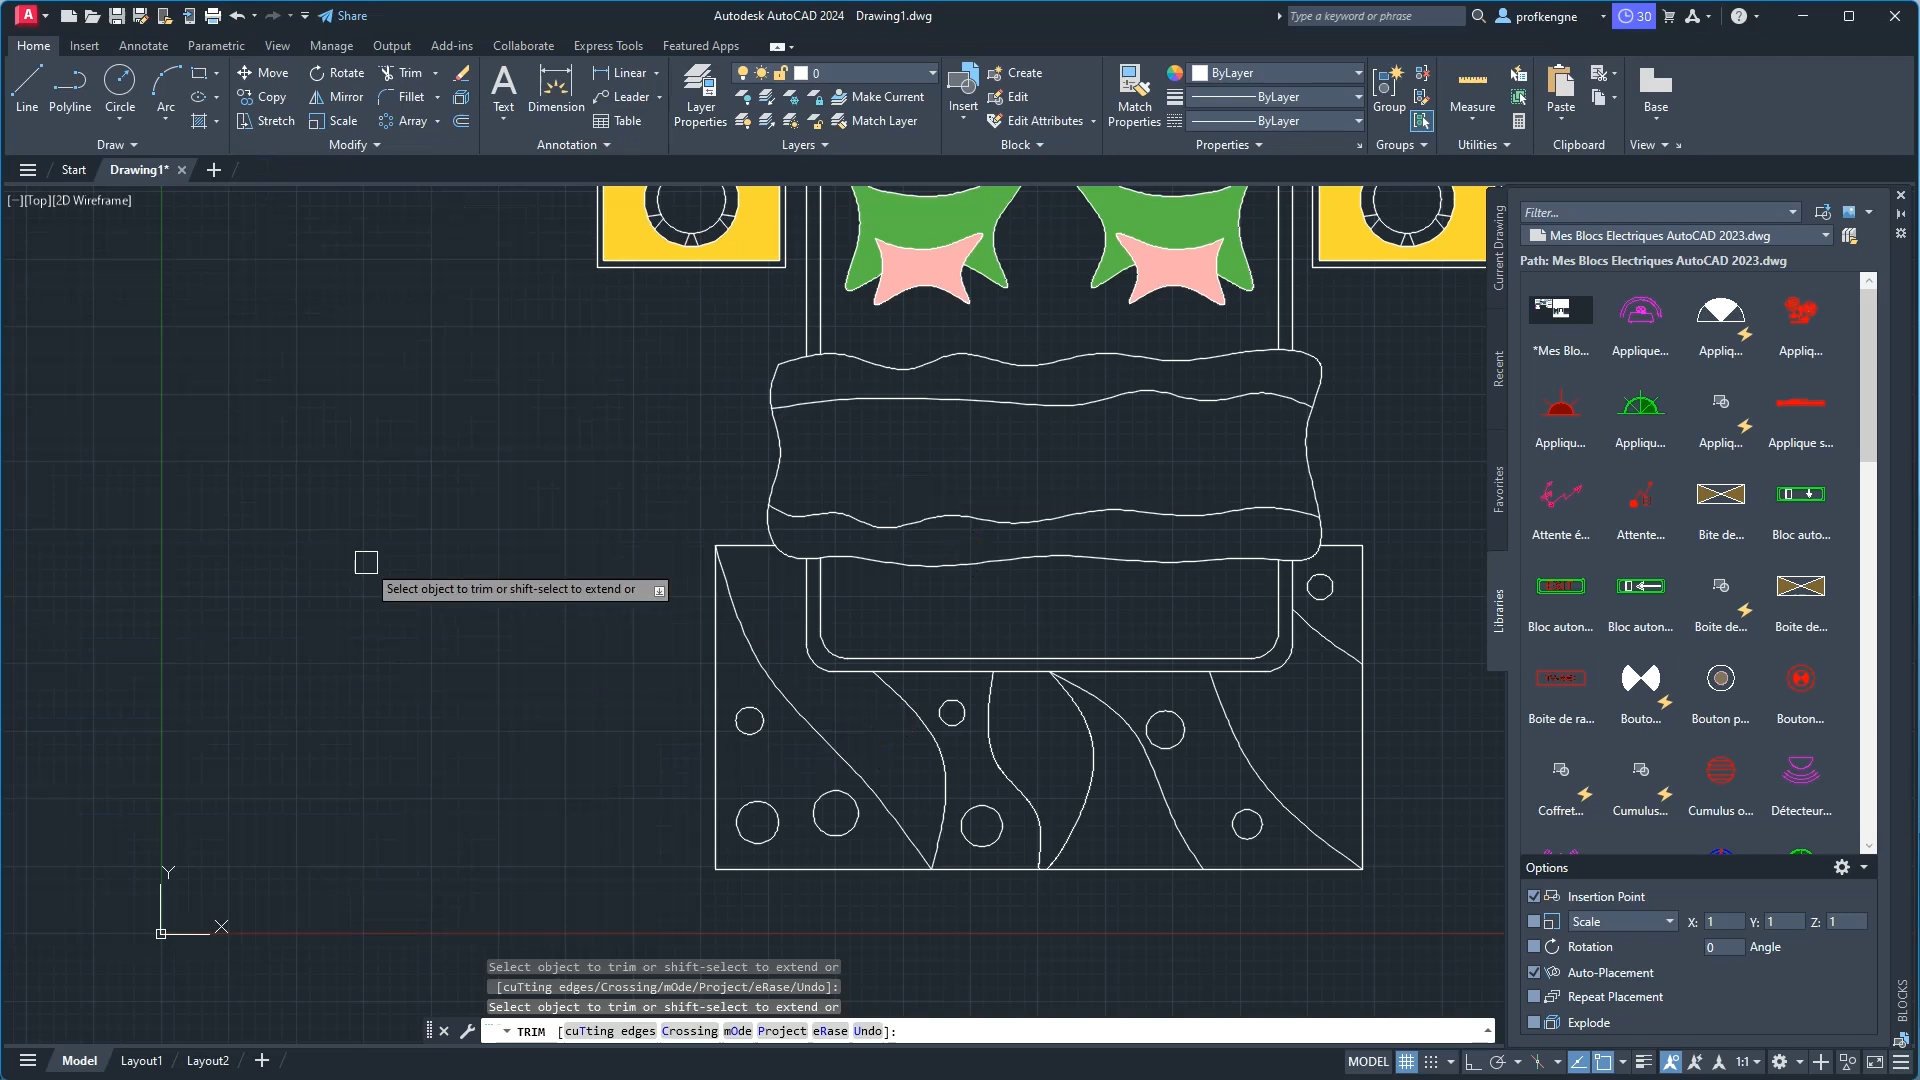 Share
Autodesk AutoCAD 2024 Drawing1.dwg
Type a keyword or phrase
profkengne
30
Home Insert Annotate Parametric View Manage Output Add-ins Collaborate Express Tools Featured Apps
Line Polyline Circle Arc
Move Rotate Trim
Copy Mirror Fillet
Stretch Scale Array
Text Dimension
Linear
Leader
Table
Layer
Properties
0
Make Current
Match Layer
Insert
Create
Edit
Edit Attributes
Match
Properties
ByLayer
ByLayer
ByLayer
Group
Measure
Paste
Base
Draw Modify Annotation Layers Block Properties Groups Utilities Clipboard View
Start Drawing1* 
[−][Top][2D Wireframe]
Select object to trim or shift-select to extend or
Y
X
Current Drawing
Recent
Favorites
Libraries
Filter...
Mes Blocs Electriques AutoCAD 2023.dwg
Path: Mes Blocs Electriques AutoCAD 2023.dwg
*Mes Blo... Applique... Appliq... Appliq...
Appliqu... Appliqu... Appliq... Applique s...
Attente é... Attente... Bite de... Bloc auto...
Bloc auton... Bloc auton... Boite de... Boite de...
Boite de ra... Bouto... Bouton p... Bouton...
Coffret... Cumulus... Cumulus o... Détecteur...
Options
Insertion Point
Scale X: 1 Y: 1 Z: 1
Rotation 0 Angle
Auto-Placement
Repeat Placement
Explode
BLOCKS
Select object to trim or shift-select to extend or
[cuTting edges/Crossing/mOde/Project/eRase/Undo]:
Select object to trim or shift-select to extend or
TRIM [cuTting edges Crossing mOde Project eRase Undo]:
Model Layout1 Layout2
MODEL 1:1